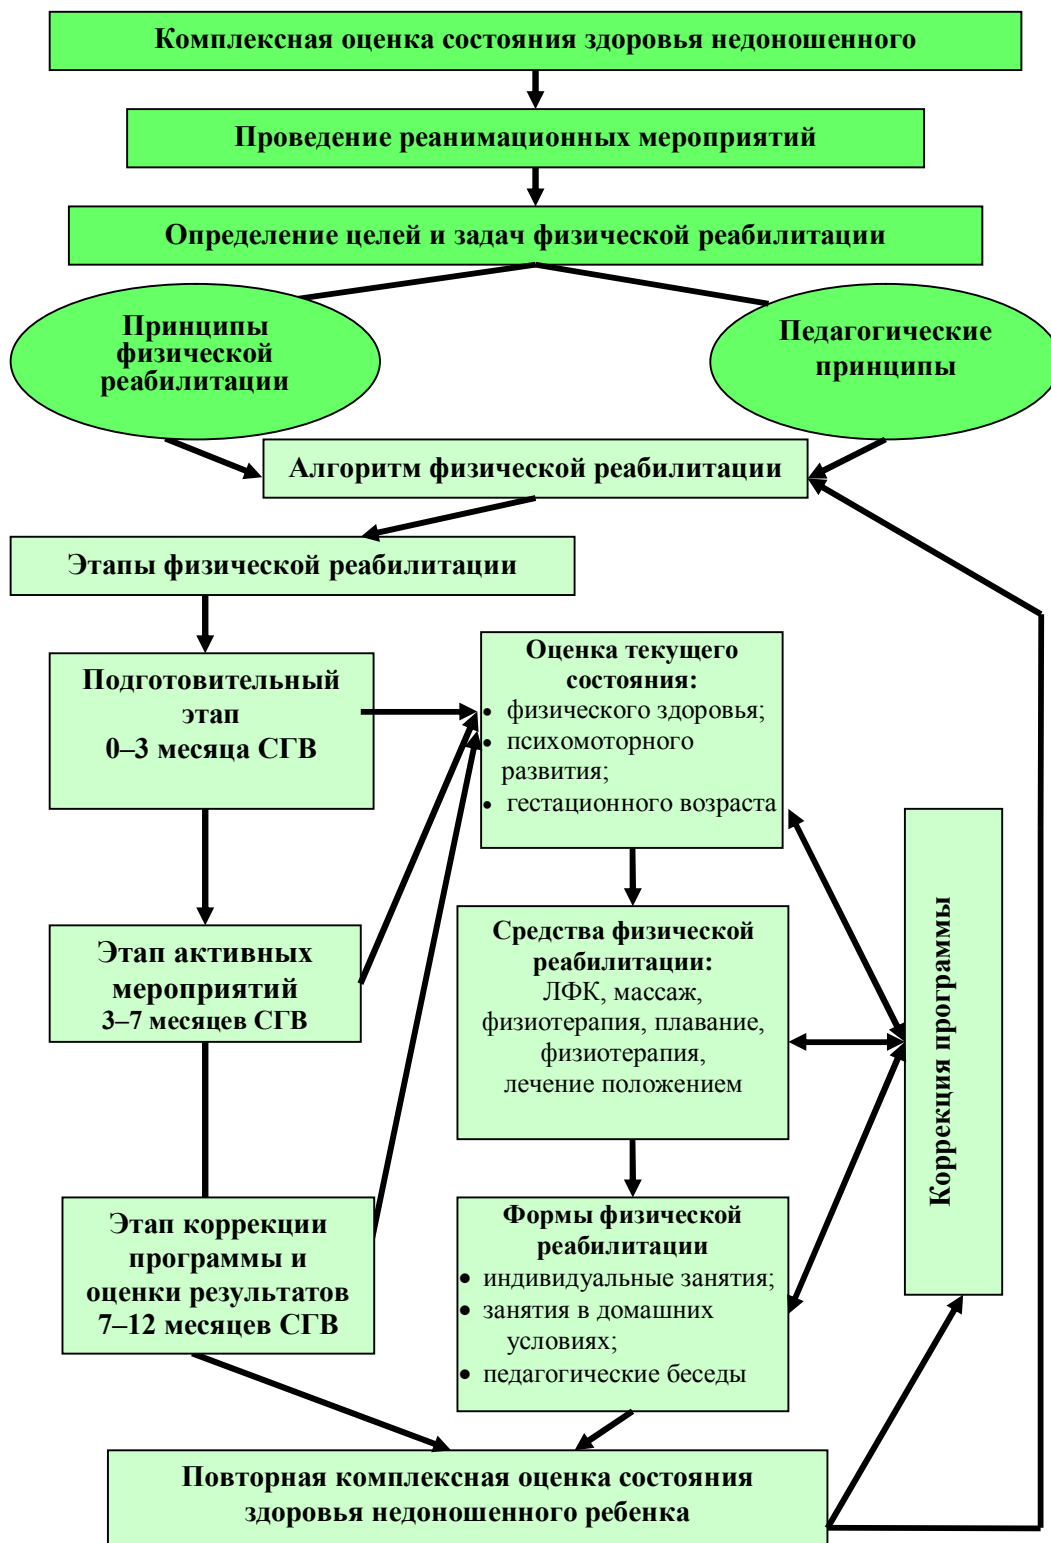 Комплексная оценка состояния здоровья недоношенного
Проведение реанимационных мероприятий
Определение целей и задач физической реабилитации
Принципы
физической
реабилитации
Педагогические
принципы
Алгоритм физической реабилитации
Этапы физической реабилитации
Подготовительный
этап
0–3 месяца СГВ
Оценка текущего
состояния:
• физического здоровья;
• психомоторного
развития;
• гестационного возраста
Этап активных
мероприятий
3–7 месяцев СГВ
Средства физической
реабилитации:
ЛФК, массаж,
физиотерапия, плавание,
физиотерапия,
лечение положением
Коррекция программы
Этап коррекции
программы и
оценки результатов
7–12 месяцев СГВ
Формы физической
реабилитации
• индивидуальные занятия;
• занятия в домашних
условиях;
• педагогические беседы
Повторная комплексная оценка состояния
здоровья недоношенного ребенка